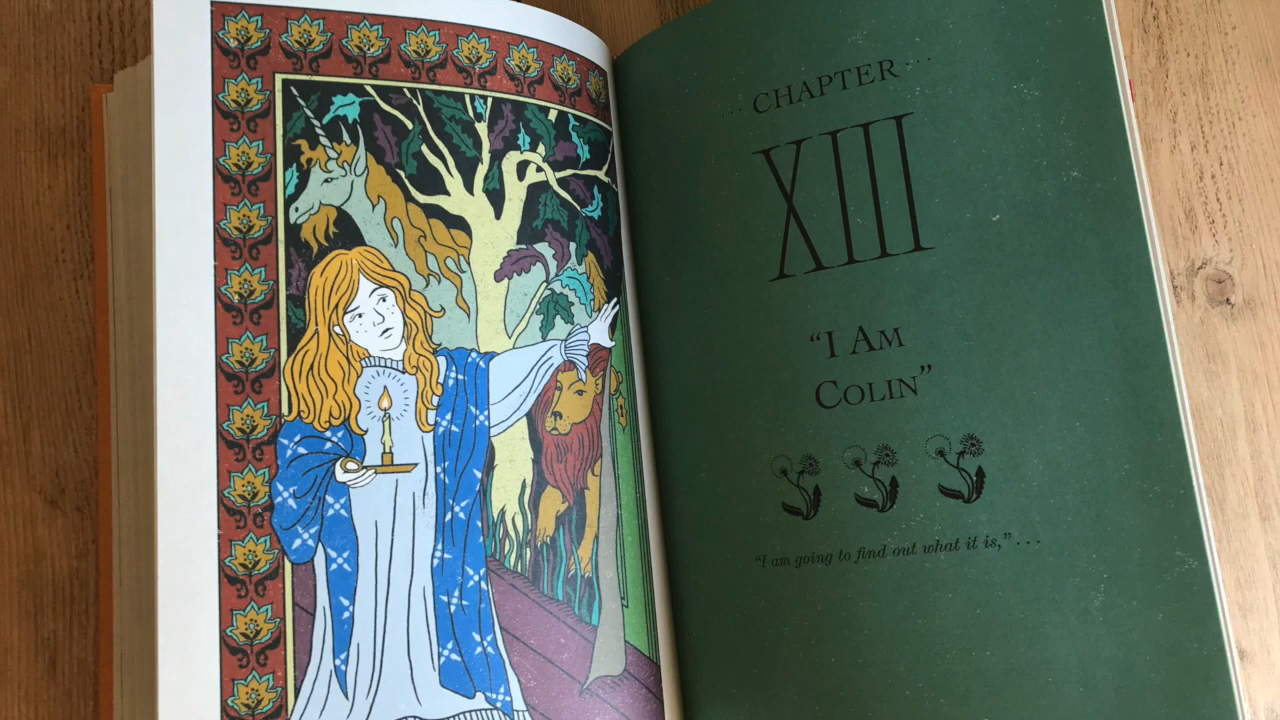 ... CHAPTER ...
XIII
“I AM
COLIN”
“I am going to find out what it is,” . . .